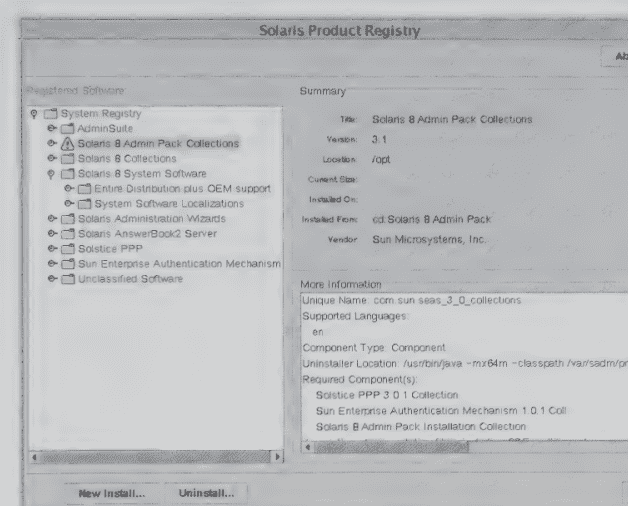 Solaris Product Registry
Ab
Registered Software
System Registry
AdminSuite
Solaris 8 Admin Pack Collections
Solaris 8 Collections
Solaris 8 System Software
Entire Distribution plus OEM support
System Software Localizations
Solaris Administration Wizards
Solaris AnswerBook2 Server
Solstice PPP
Sun Enterprise Authentication Mechanism
Unclassified Software
New Install...
Uninstall...
Summary
Title: Solaris 8 Admin Pack Collections
Version: 3.1
Location: /opt
Current Size:
Installed On:
Installed From: cd:Solaris 8 Admin Pack
Vendor Sun Microsystems, Inc.
More Information
Unique Name: com.sun.seas_3_0_collections
Supported Languages:
en
Component Type: Component
Uninstaller Location: /usr/bin/java -mx64m -classpath /var/sadm/pr
Required Component(s):
Solstice PPP 3.0.1 Collection
Sun Enterprise Authentication Mechanism 1.0.1 Coll
Solaris 8 Admin Pack Installation Collection